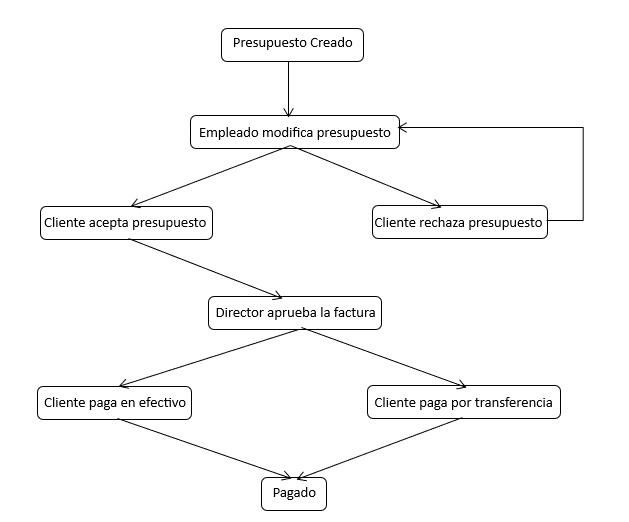 Presupuesto Creado
Empleado modifica presupuesto
Cliente acepta presupuesto
Cliente rechaza presupuesto
Director aprueba la factura
Cliente paga en efectivo
Cliente paga por transferencia
Pagado